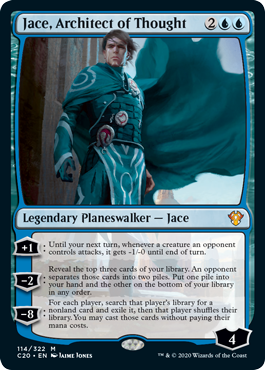 Jace, Architect of Thought
2
Legendary Planeswalker — Jace
+1
Until your next turn, whenever a creature an opponent
controls attacks, it gets -1/-0 until end of turn.
-2
Reveal the top three cards of your library. An opponent
separates those cards into two piles. Put one pile into
your hand and the other on the bottom of your library
in any order.
-8
For each player, search that player's library for a
nonland card and exile it, then that player shuffles their
library. You may cast those cards without paying their
mana costs.
4
114/322 M
C20 • EN Jaime Jones
™ & © 2020 Wizards of the Coast